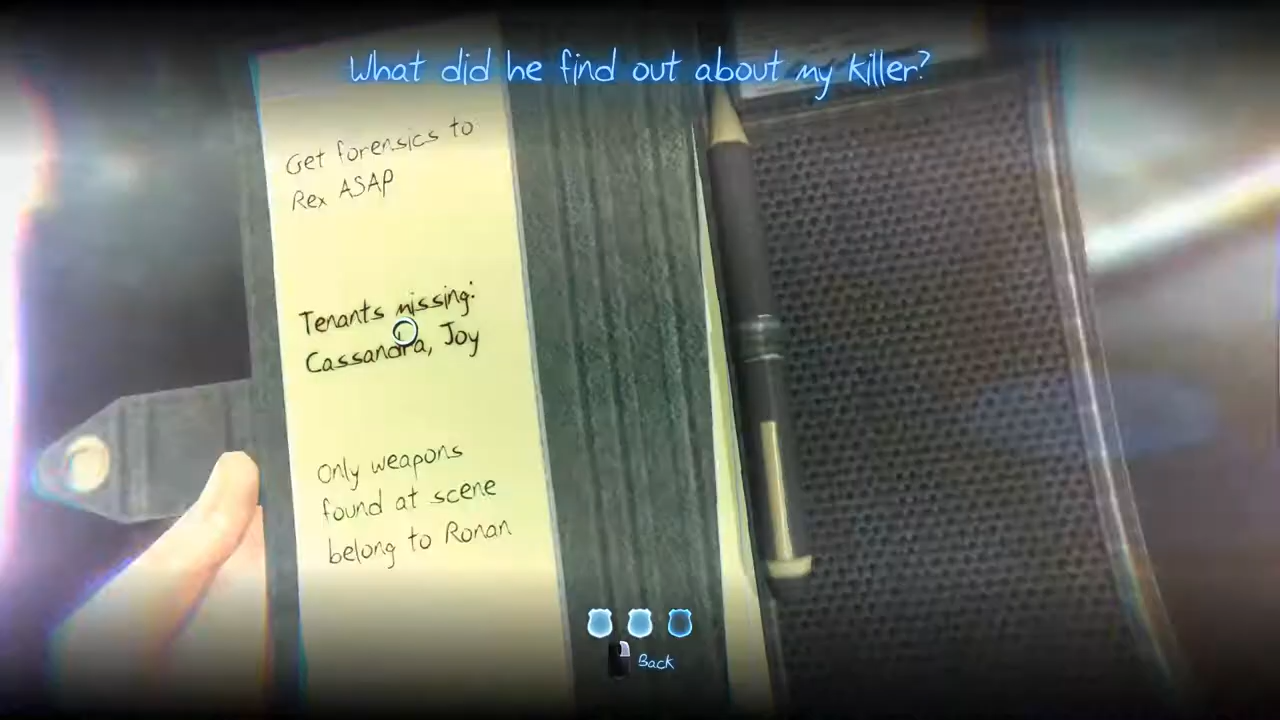 What did he find out about my killer?
Get forensics to
Rex ASAP
Tenants missing:
Cassandra, Joy
Only weapons
found at scene
belong to Ronan
Back